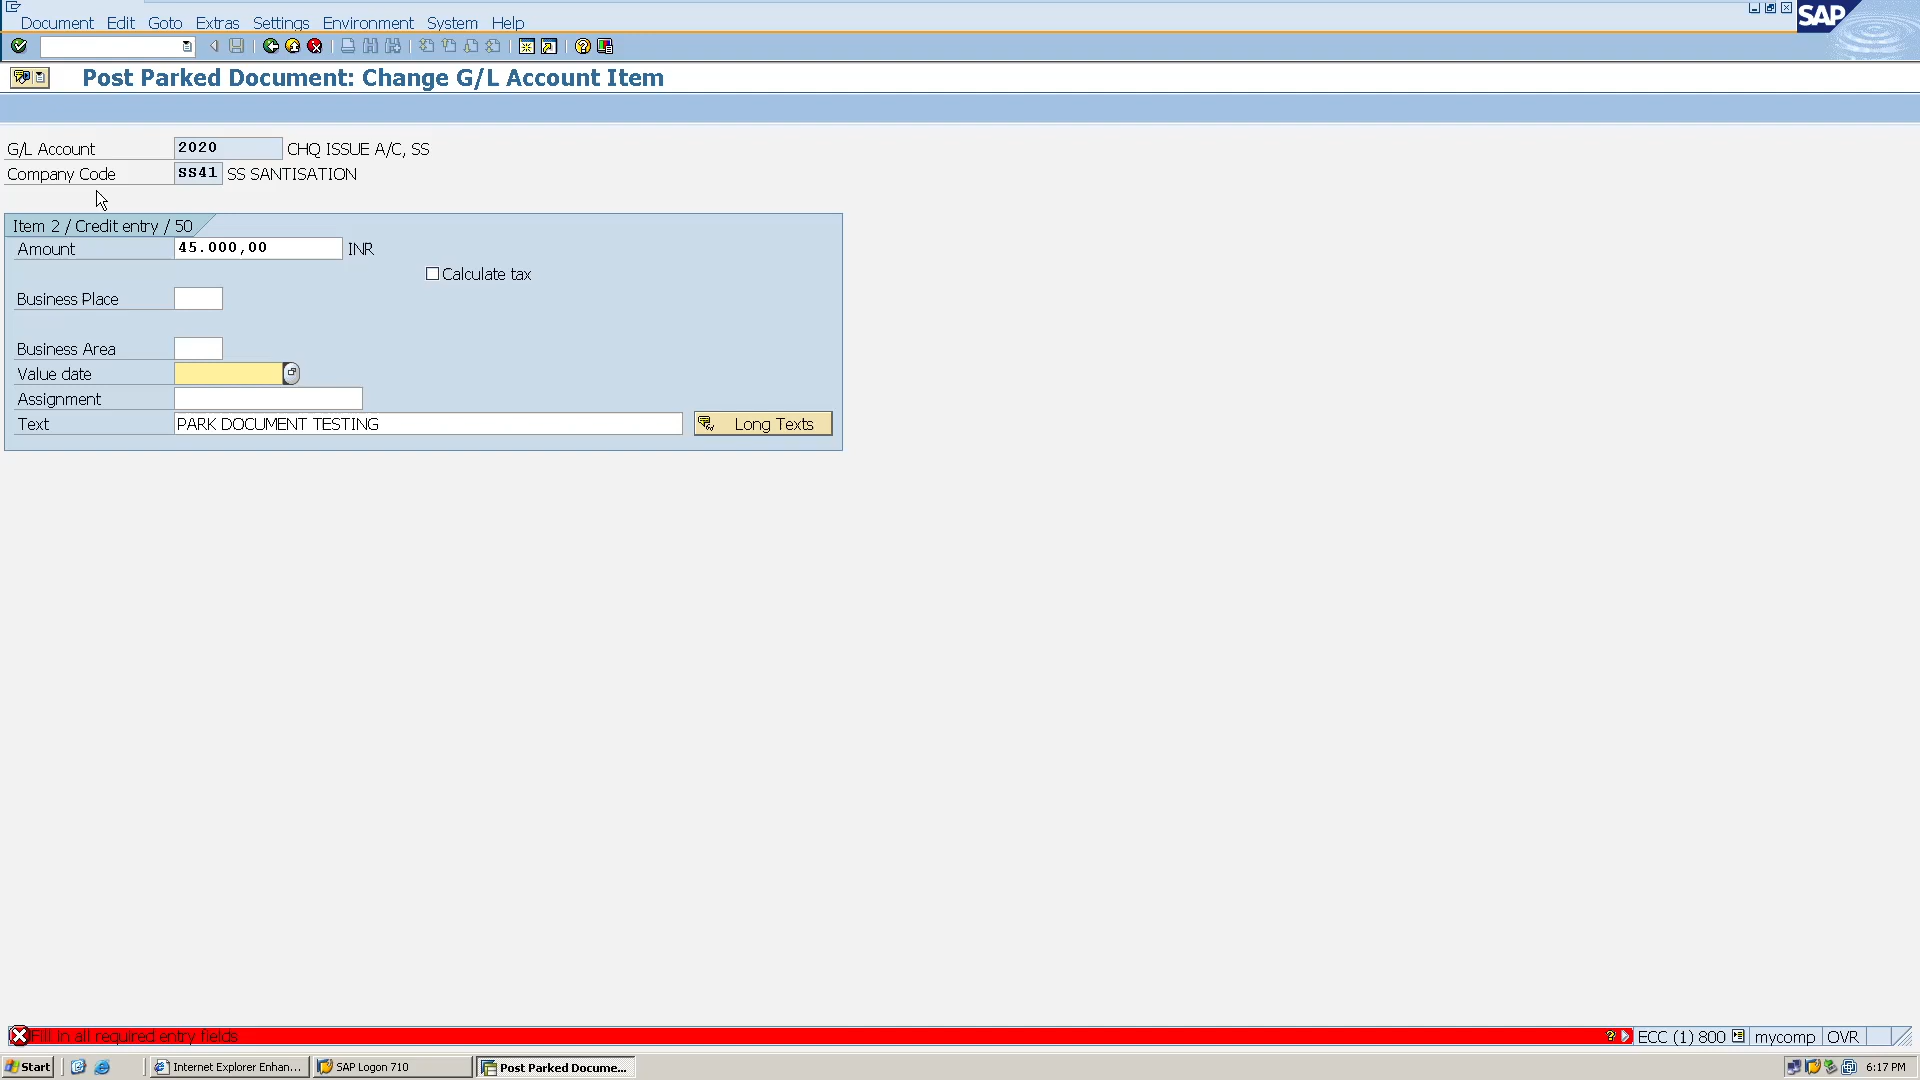 Document Edit Goto Extras Settings Environment System Help
SAP
Post Parked Document: Change G/L Account Item
G/L Account 2020 CHQ ISSUE A/C, SS
Company Code SS41 SS SANTISATION
Item 2 / Credit entry / 50
Amount 45.000,00 INR
Calculate tax
Business Place
Business Area
Value date
Assignment
Text PARK DOCUMENT TESTING Long Texts
Fill in all required entry fields ECC (1) 800 mycomp OVR
Start Internet Explorer Enhan... SAP Logon 710 Post Parked Docume... 6:17 PM